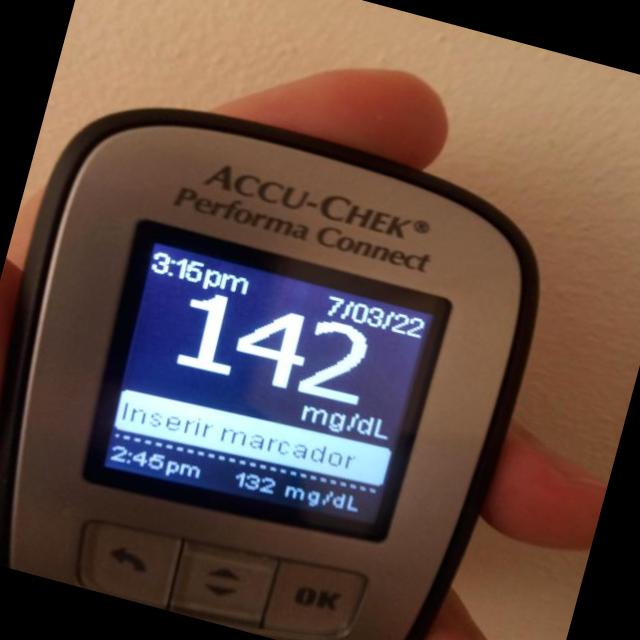 ACCU-CHEK®
Performa Connect
3:15pm 7/03/22
142
mg/dL
Inserir marcador
2:45pm 132 mg/dL
OK